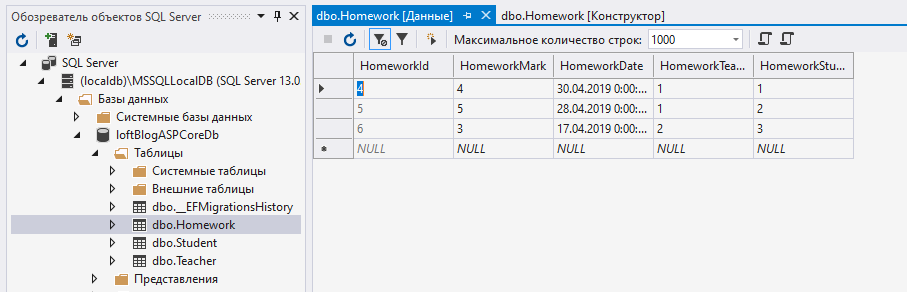 Обозреватель объектов SQL Server
SQL Server
(localdb)\MSSQLLocalDB (SQL Server 13.0
Базы данных
Системные базы данных
loftBlogASPCoreDb
Таблицы
Системные таблицы
Внешние таблицы
dbo.__EFMigrationsHistory
dbo.Homework
dbo.Student
dbo.Teacher
Представления
dbo.Homework [Данные] dbo.Homework [Конструктор]
Максимальное количество строк: 1000
HomeworkId HomeworkMark HomeworkDate HomeworkTea... HomeworkStu...
4 4 30.04.2019 0:00:... 1 1
5 5 28.04.2019 0:00:... 1 2
6 3 17.04.2019 0:00:... 2 3
NULL NULL NULL NULL NULL